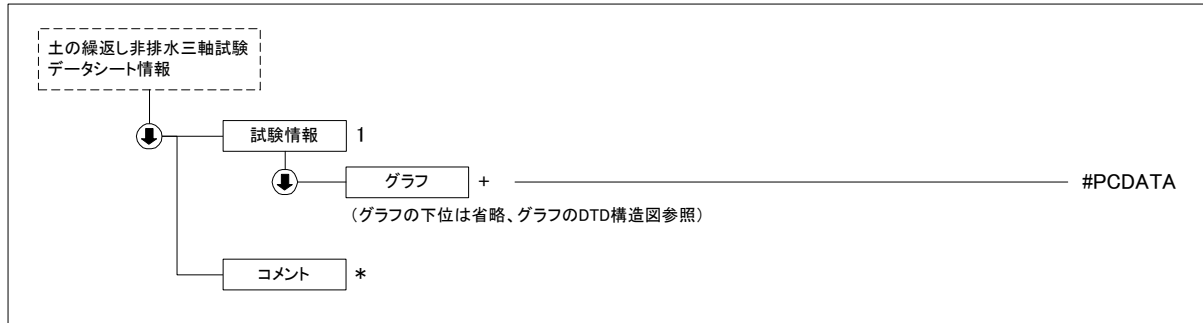 土の繰返し非排水三軸試験
データシート情報
試験情報 1
グラフ + #PCDATA
(グラフの下位は省略、グラフのDTD構造図参照)
コメント *